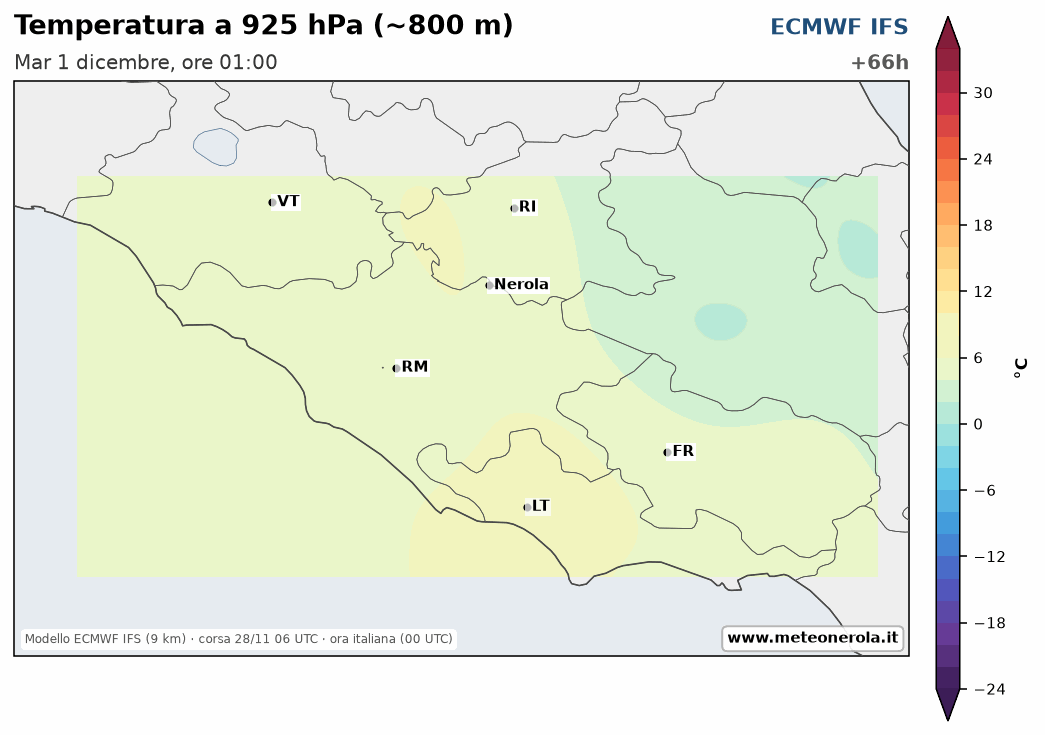 Temperatura a 925 hPa (~800 m)
ECMWF IFS
Mar 1 dicembre, ore 01:00
+66h
VT
RI
Nerola
RM
FR
LT
30
24
18
12
6
0
−6
−12
−18
−24
°C
Modello ECMWF IFS (9 km) · corsa 28/11 06 UTC · ora italiana (00 UTC)
www.meteonerola.it